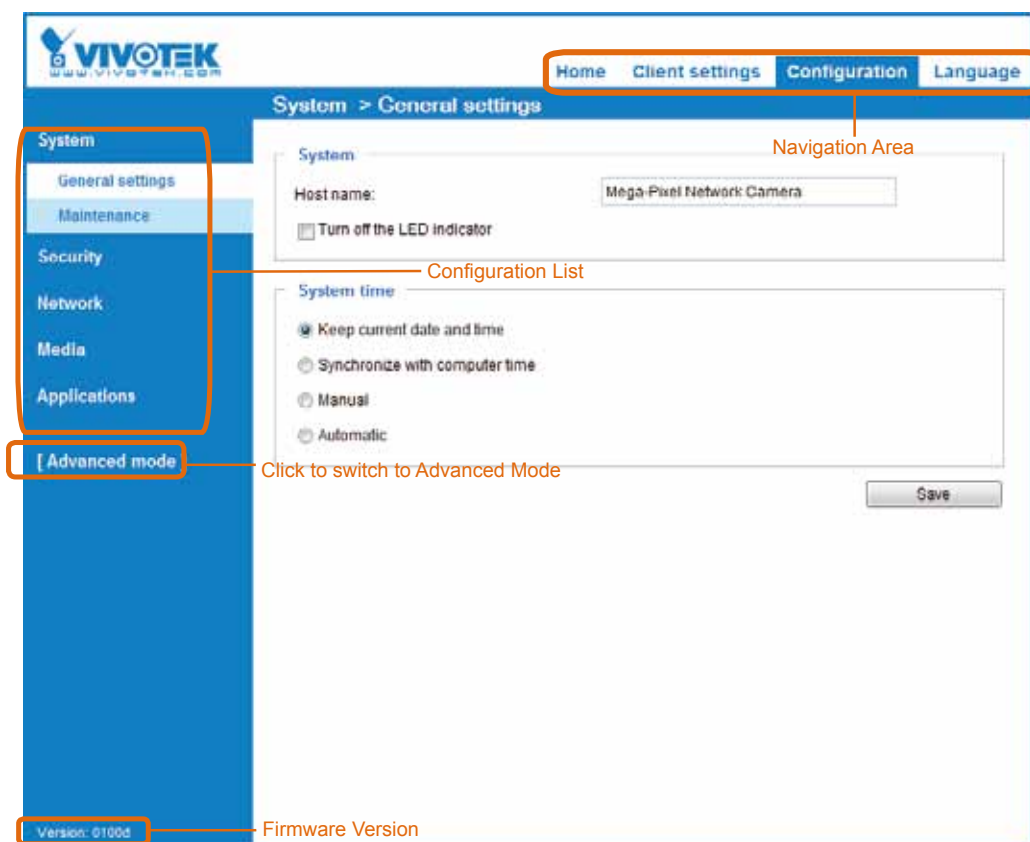 VIVOTEK
WWW.VIVOTEK.COM
Home Client settings Configuration Language
System > General settings
Navigation Area
System
General settings
Maintenance
Security
Network
Media
Applications
[ Advanced mode
Version: 0100d
System
Host name: Mega-Pixel Network Camera
Turn off the LED indicator
Configuration List
System time
Keep current date and time
Synchronize with computer time
Manual
Automatic
Click to switch to Advanced Mode
Save
Firmware Version